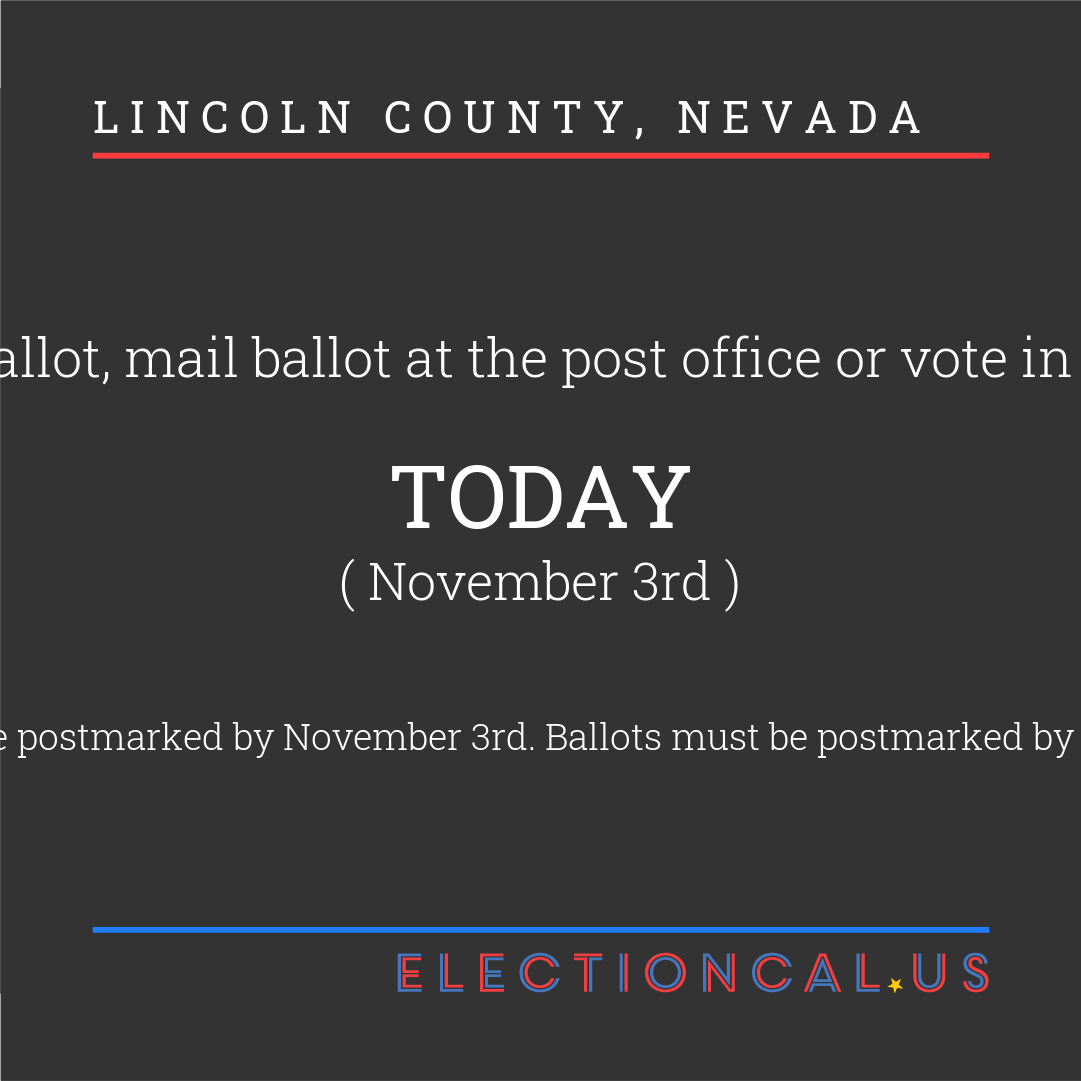 LINCOLN COUNTY, NEVADA
allot, mail ballot at the post office or vote in
TODAY
( November 3rd )
e postmarked by November 3rd. Ballots must be postmarked by
ELECTIONCAL.US